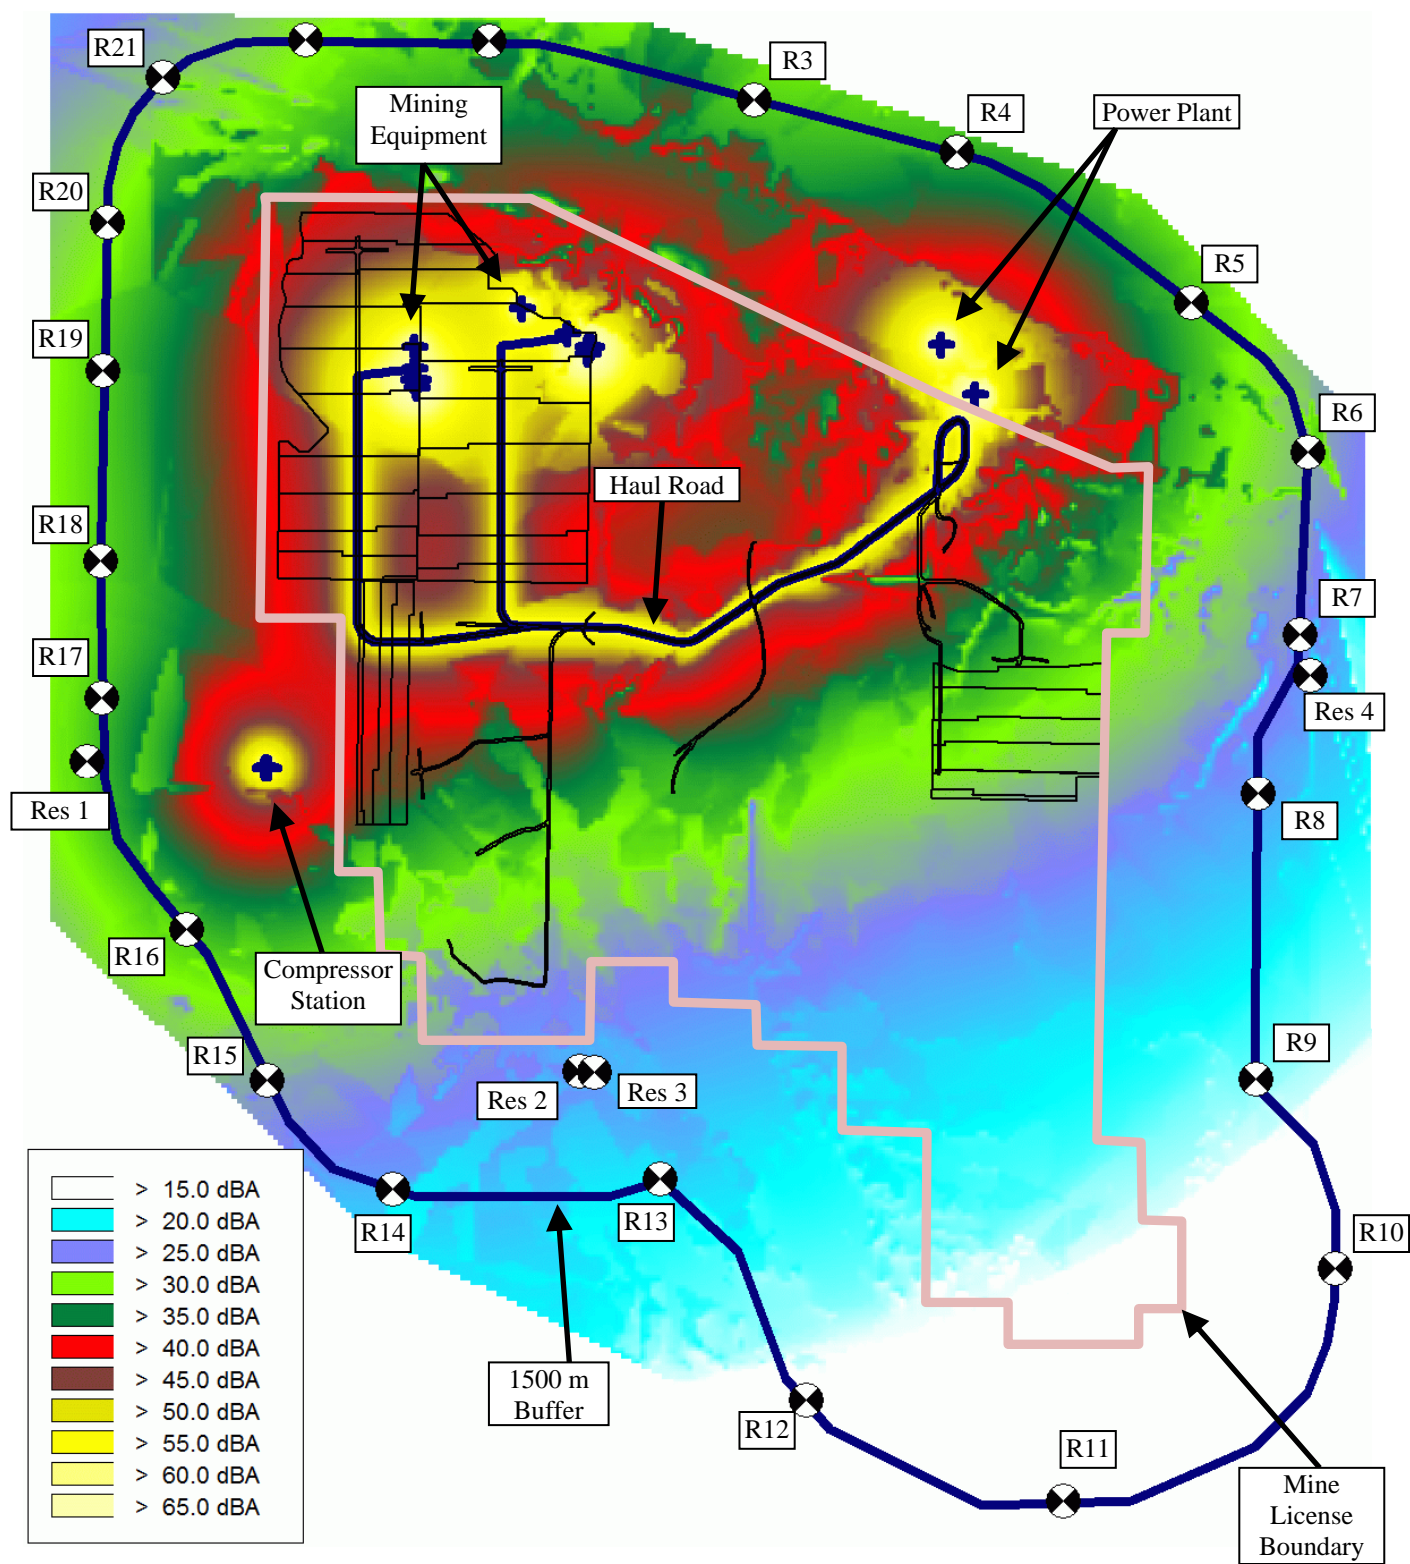 R21
R3
Mining
Equipment
R4
Power Plant
R20
R5
R19
R6
Haul Road
R18
R7
R17
Res 4
Res 1
R8
R16
Compressor
Station
R15
R9
Res 2
Res 3
> 15.0 dBA
> 20.0 dBA
> 25.0 dBA
> 30.0 dBA
> 35.0 dBA
> 40.0 dBA
> 45.0 dBA
> 50.0 dBA
> 55.0 dBA
> 60.0 dBA
> 65.0 dBA
R14
R13
R10
1500 m
Buffer
R12
R11
Mine
License
Boundary